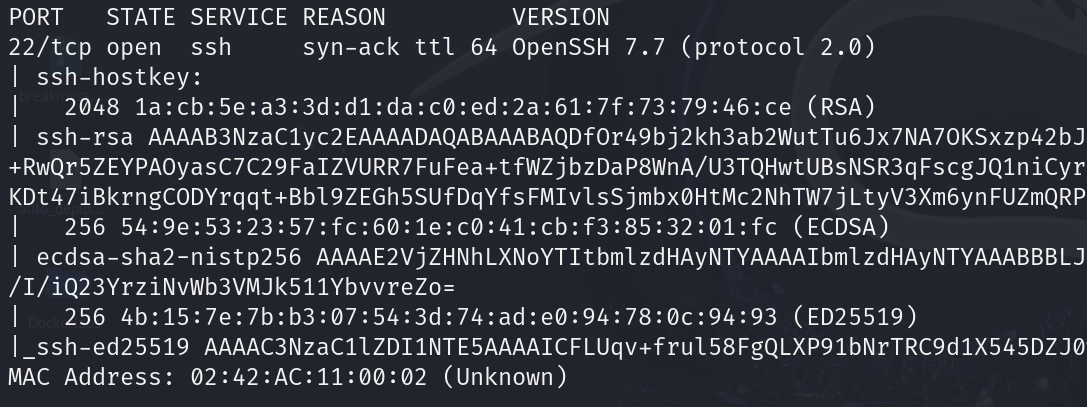 PORT   STATE SERVICE REASON         VERSION
22/tcp open  ssh     syn-ack ttl 64 OpenSSH 7.7 (protocol 2.0)
| ssh-hostkey:
|   2048 1a:cb:5e:a3:3d:d1:da:c0:ed:2a:61:7f:73:79:46:ce (RSA)
| ssh-rsa AAAAB3NzaC1yc2EAAAADAQABAAABAQDfOr49bj2kh3ab2WutTu6Jx7NA7OKSxzp42bJ
+RwQr5ZEYPAOyasC7C29FaIZVURR7FuFea+tfWZjbzDaP8WnA/U3TQHwtUBsNSR3qFscgJQ1niCyr
KDt47iBkrngCODYrqqt+Bbl9ZEGh5SUfDqYfsFMIvlsSjmbx0HtMc2NhTW7jLtyV3Xm6ynFUZmQRP
|   256 54:9e:53:23:57:fc:60:1e:c0:41:cb:f3:85:32:01:fc (ECDSA)
| ecdsa-sha2-nistp256 AAAAE2VjZHNhLXNoYTItbmlzdHAyNTYAAAAIbmlzdHAyNTYAAABBBLJ
/I/iQ23YrziNvWb3VMJk511YbvvreZo=
|   256 4b:15:7e:7b:b3:07:54:3d:74:ad:e0:94:78:0c:94:93 (ED25519)
|_ssh-ed25519 AAAAC3NzaC1lZDI1NTE5AAAAICFLUqv+frul58FgQLXP91bNrTRC9d1X545DZJ0
MAC Address: 02:42:AC:11:00:02 (Unknown)